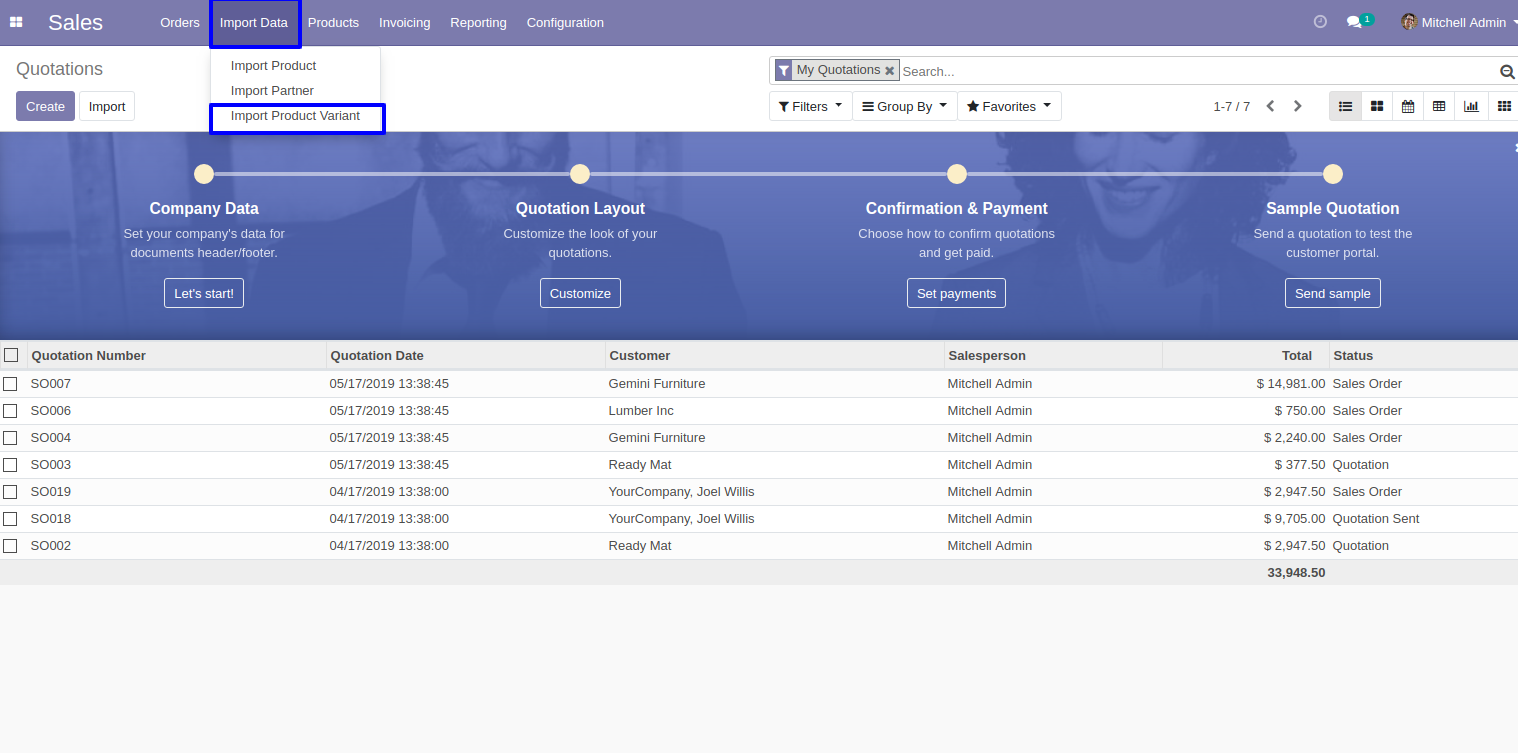 Sales Orders Import Data Products Invoicing Reporting Configuration 1 Mitchell Admin
Import Product
Import Partner
Import Product Variant
Quotations
My Quotations Search...
Create Import
Filters Group By Favorites 1-7 / 7
Company Data
Set your company's data for
documents header/footer.
Let's start!
Quotation Layout
Customize the look of your
quotations.
Customize
Confirmation & Payment
Choose how to confirm quotations
and get paid.
Set payments
Sample Quotation
Send a quotation to test the
customer portal.
Send sample
Quotation Number Quotation Date Customer Salesperson Total Status
SO007 05/17/2019 13:38:45 Gemini Furniture Mitchell Admin $ 14,981.00 Sales Order
SO006 05/17/2019 13:38:45 Lumber Inc Mitchell Admin $ 750.00 Sales Order
SO004 05/17/2019 13:38:45 Gemini Furniture Mitchell Admin $ 2,240.00 Sales Order
SO003 05/17/2019 13:38:45 Ready Mat Mitchell Admin $ 377.50 Quotation
SO019 04/17/2019 13:38:00 YourCompany, Joel Willis Mitchell Admin $ 2,947.50 Sales Order
SO018 04/17/2019 13:38:00 YourCompany, Joel Willis Mitchell Admin $ 9,705.00 Quotation Sent
SO002 04/17/2019 13:38:00 Ready Mat Mitchell Admin $ 2,947.50 Quotation
33,948.50